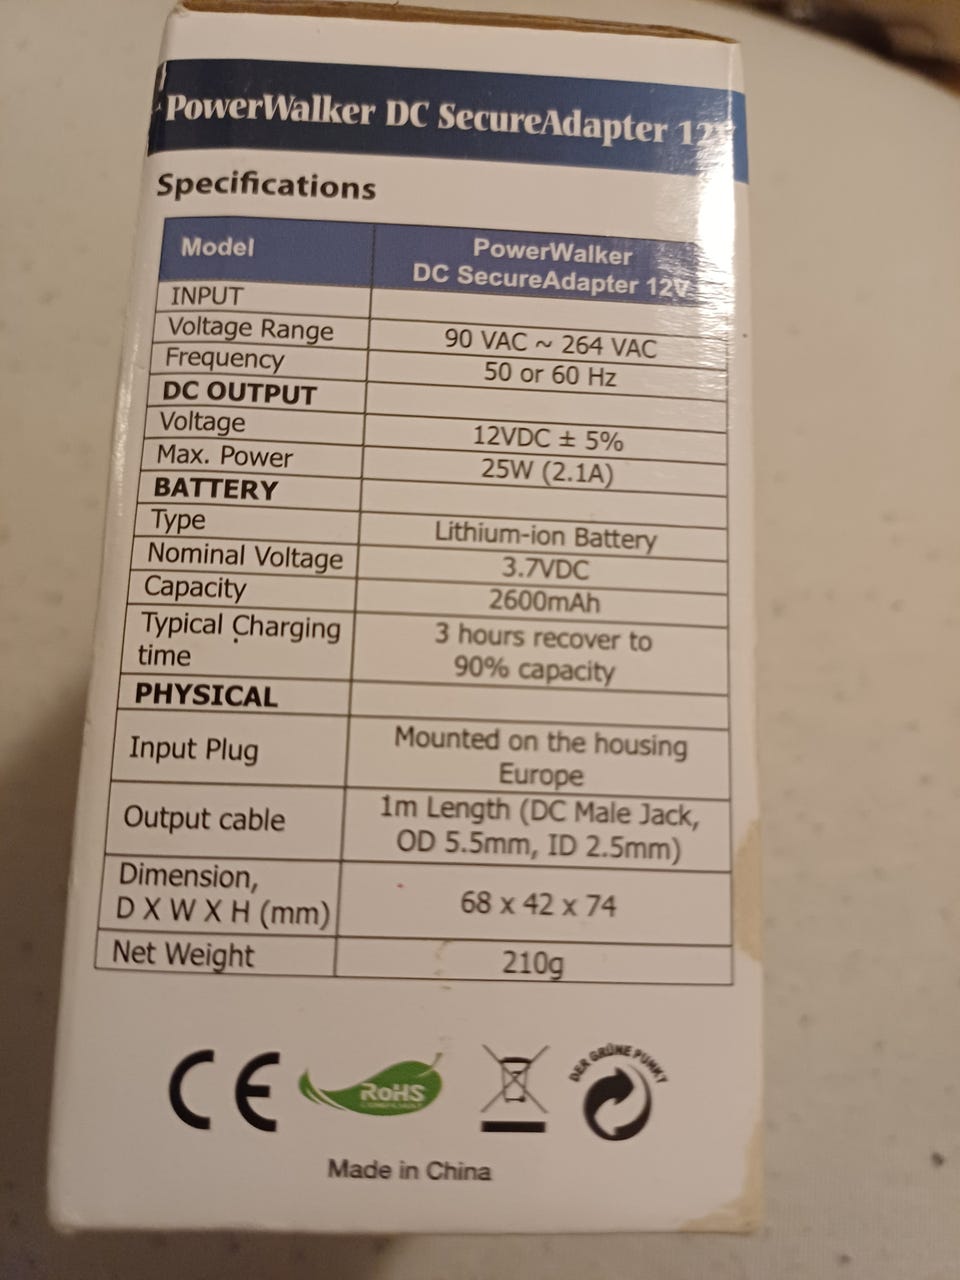 PowerWalker DC SecureAdapter 12V
Specifications
Model
PowerWalker
DC SecureAdapter 12V
INPUT
Voltage Range
90 VAC ~ 264 VAC
Frequency
50 or 60 Hz
DC OUTPUT
Voltage
12VDC ± 5%
Max. Power
25W (2.1A)
BATTERY
Type
Lithium-ion Battery
Nominal Voltage
3.7VDC
Capacity
2600mAh
Typical Charging
time
3 hours recover to
90% capacity
PHYSICAL
Input Plug
Mounted on the housing
Europe
Output cable
1m Length (DC Male Jack,
OD 5.5mm, ID 2.5mm)
Dimension,
D X W X H (mm)
68 x 42 x 74
Net Weight
210g
CE
RoHS
COMPLIANT
DER GRÜNE PUNKT
Made in China